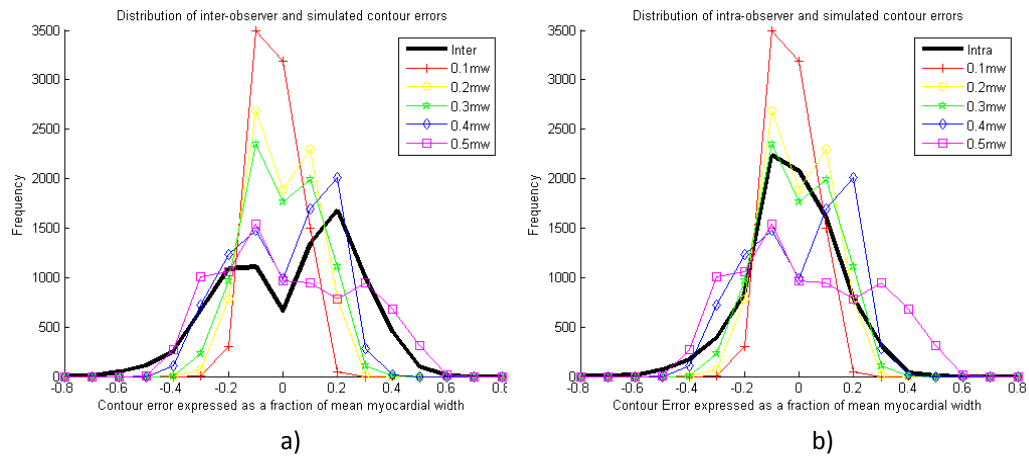 Distribution of inter-observer and simulated contour errors
3500
3000
2500
2000
1500
1000
500
0
Frequency
-0.8 -0.6 -0.4 -0.2 0 0.2 0.4 0.6 0.8
Contour error expressed as a fraction of mean myocardial width
Inter
0.1mw
0.2mw
0.3mw
0.4mw
0.5mw
a)
Distribution of intra-observer and simulated contour errors
3500
3000
2500
2000
1500
1000
500
0
Frequency
-0.8 -0.6 -0.4 -0.2 0 0.2 0.4 0.6 0.8
Contour Error expressed as a fraction of mean myocardial width
Intra
0.1mw
0.2mw
0.3mw
0.4mw
0.5mw
b)